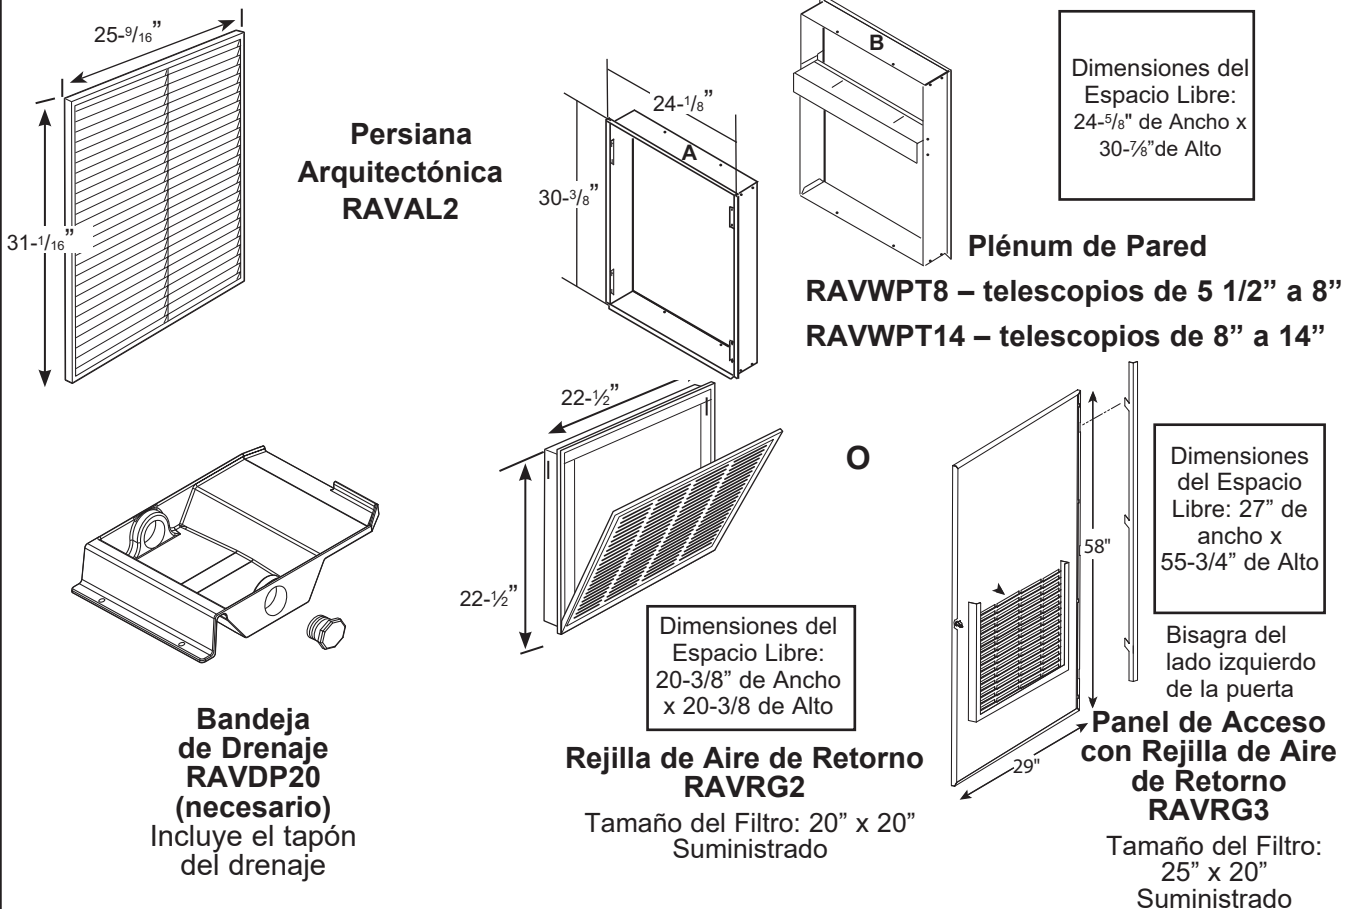 25-9/16”
31-1/16”
Persiana
Arquitectónica
RAVAL2
24-1/8”
30-3/8”
A
B
Dimensiones del
Espacio Libre:
24-5/8" de Ancho x
30-⅞”de Alto
Plénum de Pared
RAVWPT8 – telescopios de 5 1/2” a 8”
RAVWPT14 – telescopios de 8” a 14”
Bandeja
de Drenaje
RAVDP20
(necesario)
Incluye el tapón
del drenaje
22-½”
22-½”
Dimensiones del
Espacio Libre:
20-3/8” de Ancho
x 20-3/8 de Alto
Rejilla de Aire de Retorno
RAVRG2
Tamaño del Filtro: 20” x 20”
Suministrado
O
58"
29"
Dimensiones
del Espacio
Libre: 27” de
ancho x
55-3/4” de Alto
Bisagra del
lado izquierdo
de la puerta
Panel de Acceso
con Rejilla de Aire
de Retorno
RAVRG3
Tamaño del Filtro:
25” x 20”
Suministrado